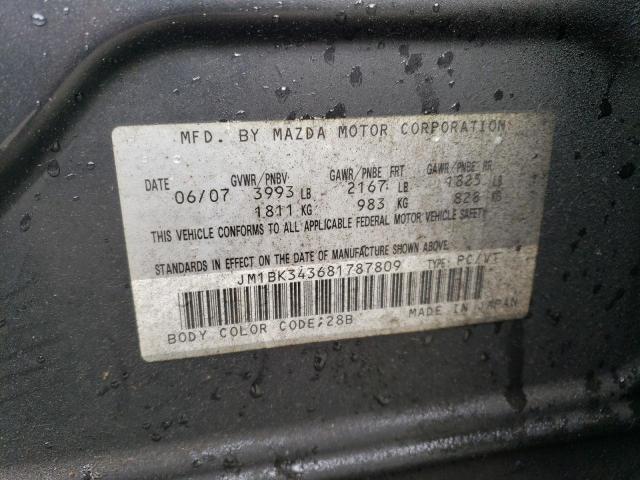 MFD. BY MAZDA MOTOR CORPORATION
DATE GVWR/PNBV GAWR/PNBE FRT GAWR/PNBE RR
06/07 3993 LB 2167 LB 1825 LB
1811 KG 983 KG 828 KG
THIS VEHICLE CONFORMS TO ALL APPLICABLE FEDERAL MOTOR VEHICLE SAFETY
STANDARDS IN EFFECT ON THE DATE OF MANUFACTURE SHOWN ABOVE.
JM1BK343681787809 TYPE: PC/VT
BODY COLOR CODE:28B MADE IN JAPAN